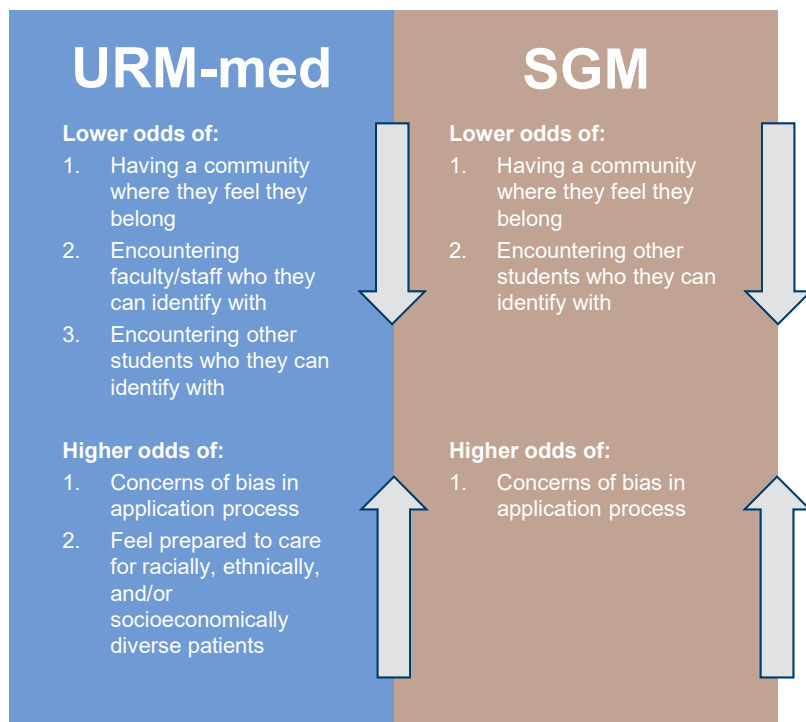 URM-med
Lower odds of:
1. Having a community
where they feel they
belong
2. Encountering
faculty/staff who they
can identify with
3. Encountering other
students who they can
identify with
Higher odds of:
1. Concerns of bias in
application process
2. Feel prepared to care
for racially, ethnically,
and/or
socioeconomically
diverse patients
SGM
Lower odds of:
1. Having a community
where they feel they
belong
2. Encountering other
students who they can
identify with
Higher odds of:
1. Concerns of bias in
application process